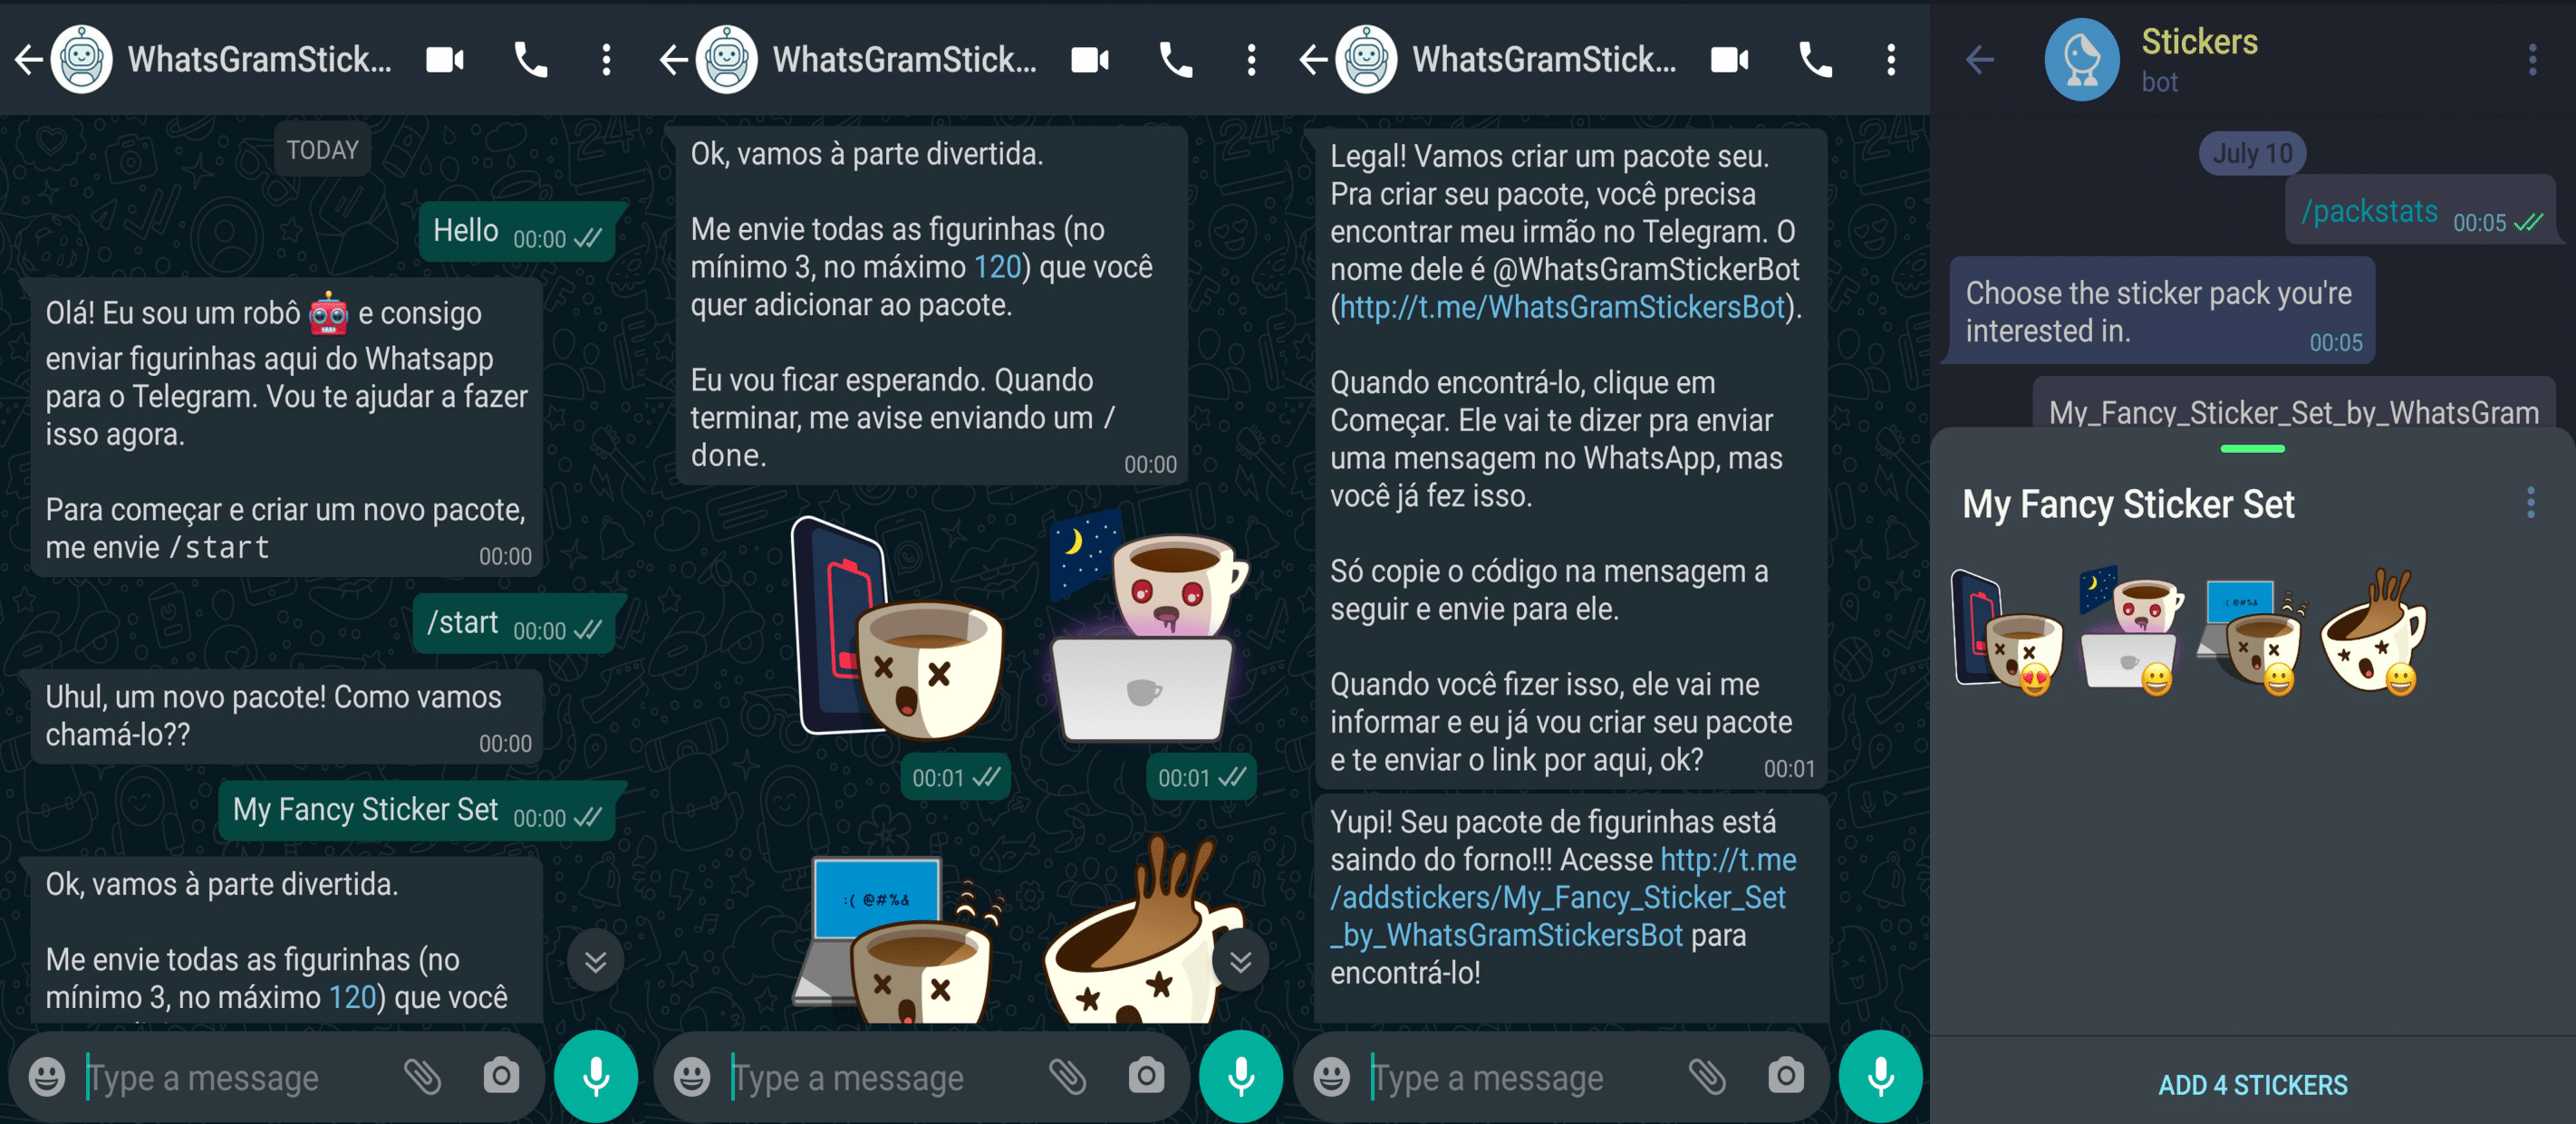 WhatsGramStick...
TODAY
Hello 00:00
Olá! Eu sou um robô 🤖 e consigo
enviar figurinhas aqui do Whatsapp
para o Telegram. Vou te ajudar a fazer
isso agora.
Para começar e criar um novo pacote,
me envie /start 00:00
/start 00:00
Uhul, um novo pacote! Como vamos
chamá-lo?? 00:00
My Fancy Sticker Set 00:00
Ok, vamos à parte divertida.
Me envie todas as figurinhas (no
mínimo 3, no máximo 120) que você
Type a message
WhatsGramStick...
Ok, vamos à parte divertida.
Me envie todas as figurinhas (no
mínimo 3, no máximo 120) que você
quer adicionar ao pacote.
Eu vou ficar esperando. Quando
terminar, me avise enviando um /
done. 00:00
00:01
00:01
:( @#%&
Type a message
WhatsGramStick...
Legal! Vamos criar um pacote seu.
Pra criar seu pacote, você precisa
encontrar meu irmão no Telegram. O
nome dele é @WhatsGramStickerBot
(http://t.me/WhatsGramStickersBot).
Quando encontrá-lo, clique em
Começar. Ele vai te dizer pra enviar
uma mensagem no WhatsApp, mas
você já fez isso.
Só copie o código na mensagem a
seguir e envie para ele.
Quando você fizer isso, ele vai me
informar e eu já vou criar seu pacote
e te enviar o link por aqui, ok? 00:01
Yupi! Seu pacote de figurinhas está
saindo do forno!!! Acesse http://t.me
/addstickers/My_Fancy_Sticker_Set
_by_WhatsGramStickersBot para
encontrá-lo!
Type a message
Stickers
bot
July 10
/packstats 00:05
Choose the sticker pack you're
interested in. 00:05
My_Fancy_Sticker_Set_by_WhatsGram
My Fancy Sticker Set
:( @#%&
ADD 4 STICKERS